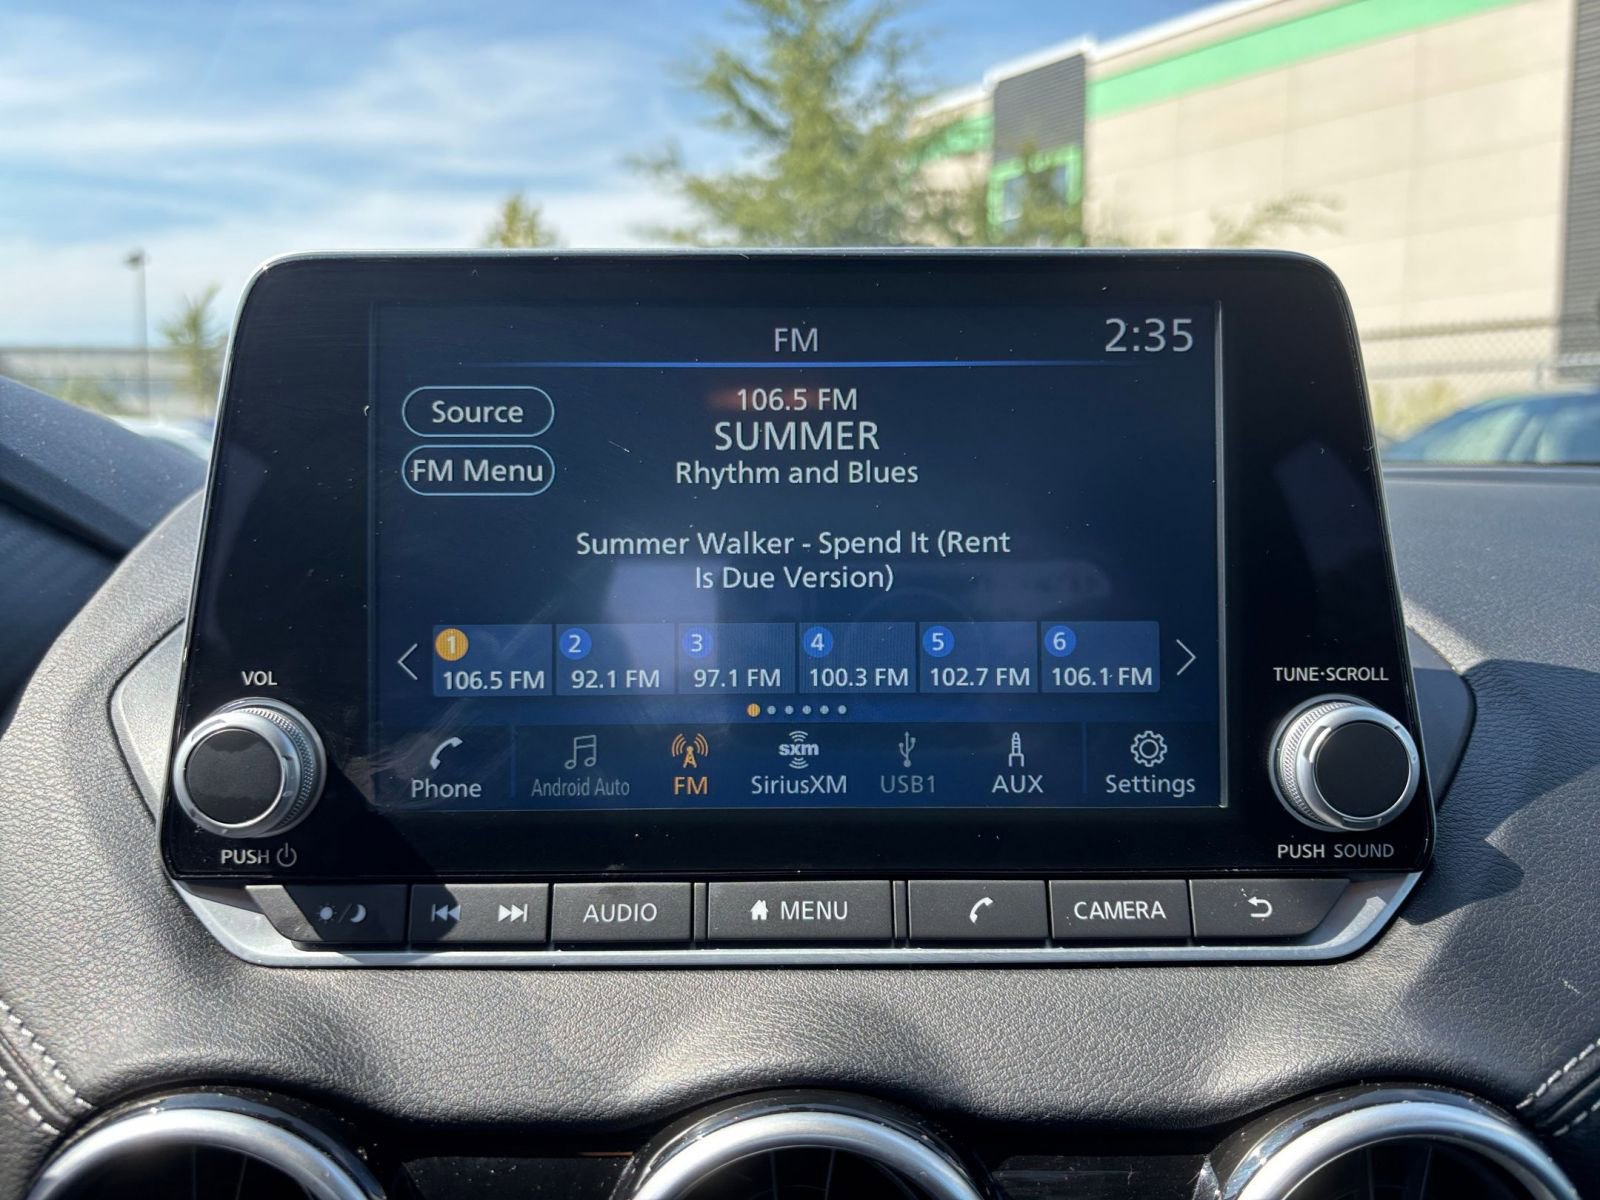 FM
2:35
Source
FM Menu
106.5 FM
SUMMER
Rhythm and Blues
Summer Walker - Spend It (Rent
Is Due Version)
1 2 3 4 5 6
106.5 FM 92.1 FM 97.1 FM 100.3 FM 102.7 FM 106.1 FM
sxm
Phone Android Auto FM SiriusXM USB1 AUX Settings
VOL
PUSH
TUNE·SCROLL
PUSH SOUND
AUDIO MENU CAMERA